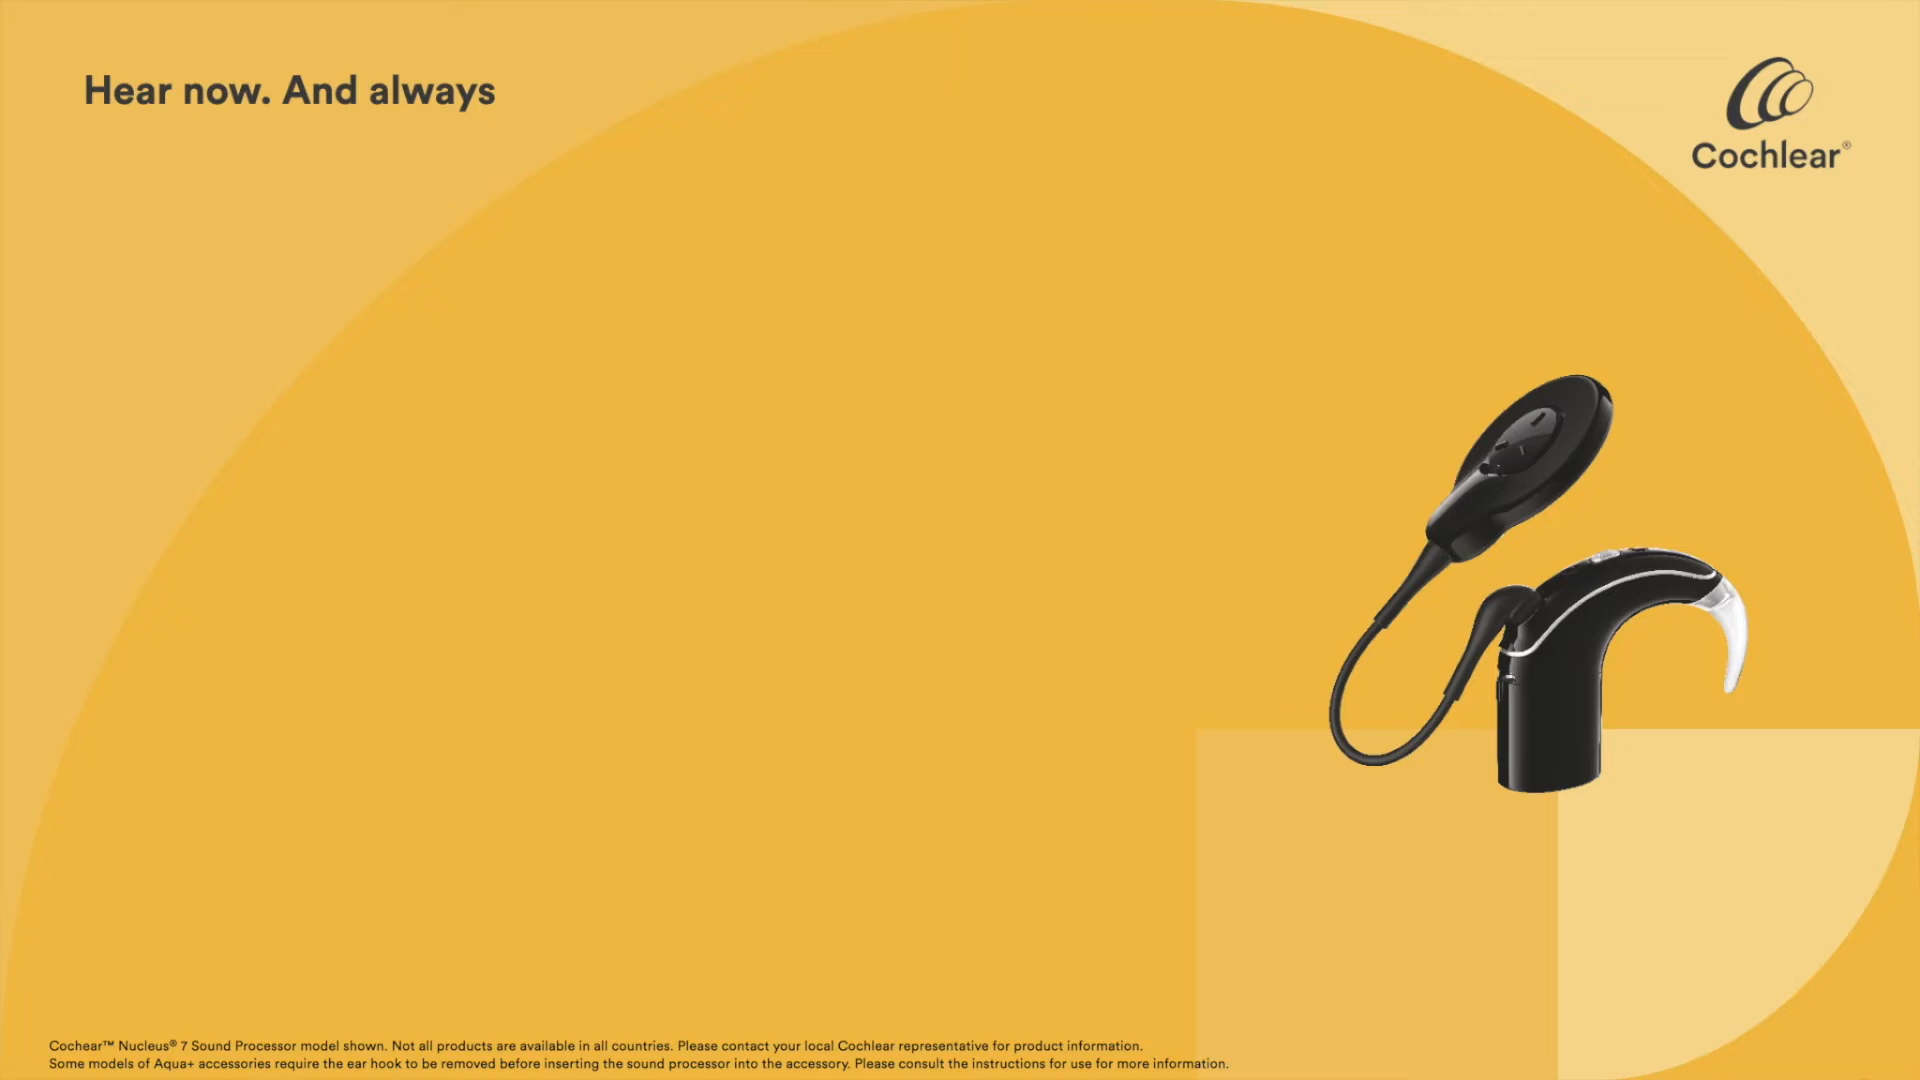 Hear now. And always
Cochlear®
Cochear™ Nucleus® 7 Sound Processor model shown. Not all products are available in all countries. Please contact your local Cochlear representative for product information.
Some models of Aqua+ accessories require the ear hook to be removed before inserting the sound processor into the accessory. Please consult the instructions for use for more information.